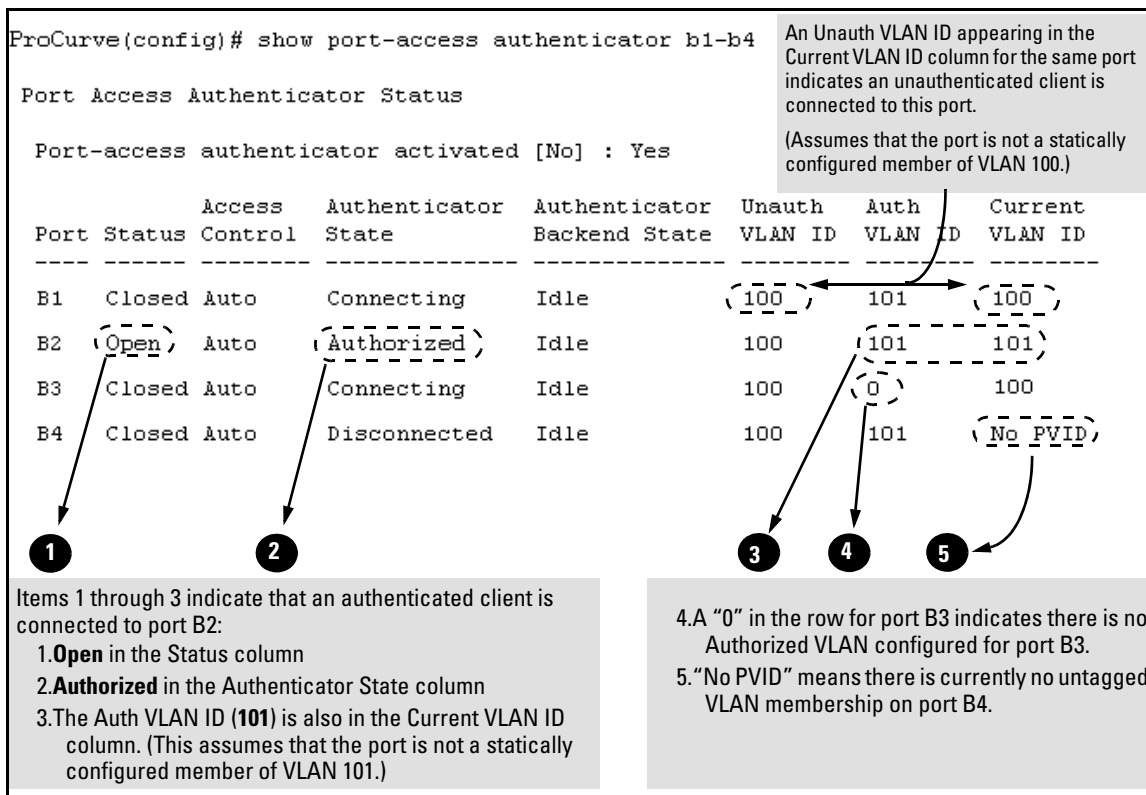 ProCurve(config)# show port-access authenticator b1-b4
An Unauth VLAN ID appearing in the
Current VLAN ID column for the same port
indicates an unauthenticated client is
connected to this port.
(Assumes that the port is not a statically
configured member of VLAN 100.)
Port Access Authenticator Status
Port-access authenticator activated [No] : Yes
Access Authenticator Authenticator Unauth Auth Current
Port Status Control State Backend State VLAN ID VLAN ID VLAN ID
---- ------ -------- -------------- -------------- -------- -------- --------
B1 Closed Auto Connecting Idle 100 101 100
B2 Open Auto Authorized Idle 100 101 101
B3 Closed Auto Connecting Idle 100 0 100
B4 Closed Auto Disconnected Idle 100 101 No PVID
1 2 3 4 5
Items 1 through 3 indicate that an authenticated client is
connected to port B2:
1.Open in the Status column
2.Authorized in the Authenticator State column
3.The Auth VLAN ID (101) is also in the Current VLAN ID
column. (This assumes that the port is not a statically
configured member of VLAN 101.)
4.A “0” in the row for port B3 indicates there is no
Authorized VLAN configured for port B3.
5.“No PVID” means there is currently no untagged
VLAN membership on port B4.